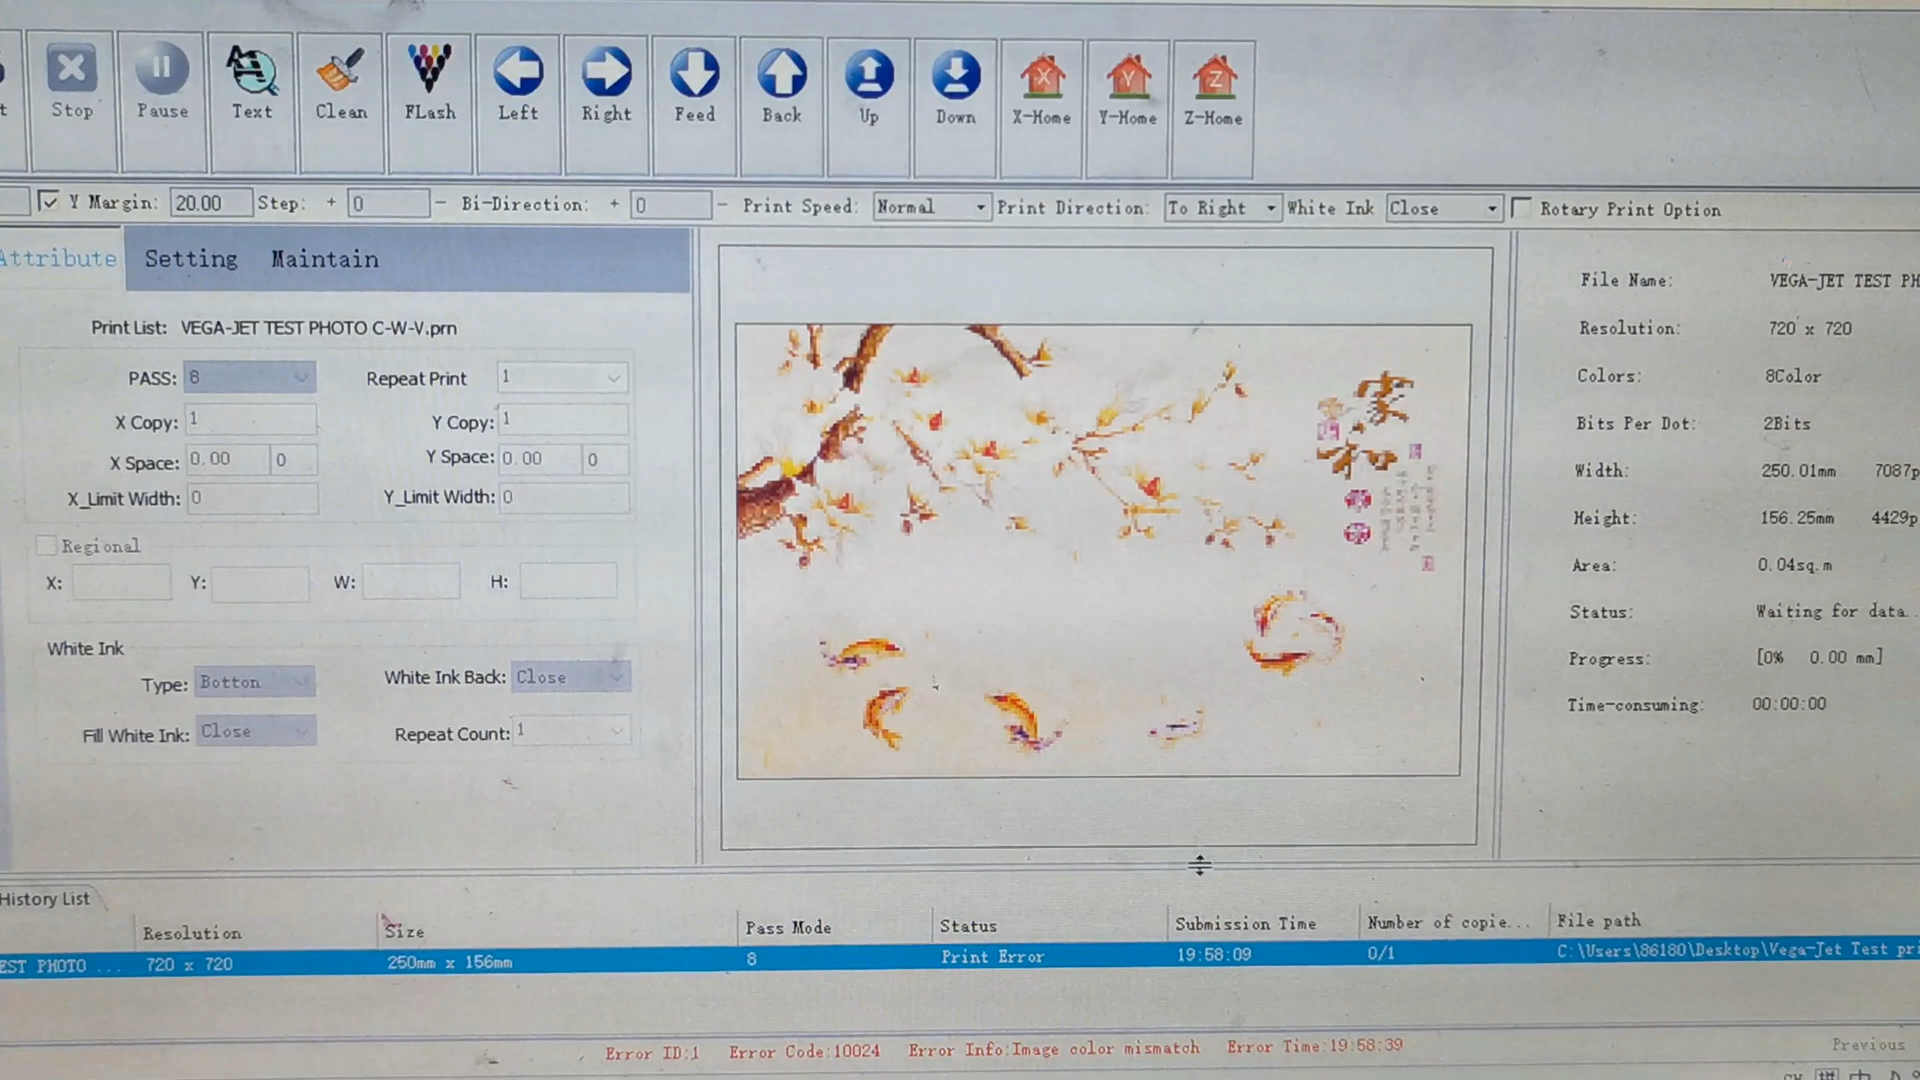 Stop Pause Text Clean FLash Left Right Feed Back Up Down X-Home Y-Home Z-Home
Y Margin: 20.00 Step: + 0 - Bi-Direction: + 0 - Print Speed: Normal Print Direction: To Right White Ink Close Rotary Print Option
Attribute Setting Maintain
Print List: VEGA-JET TEST PHOTO C-W-V.prn
PASS: 8 Repeat Print 1
X Copy: 1 Y Copy: 1
X Space: 0.00 0 Y Space: 0.00 0
X_Limit Width: 0 Y_Limit Width: 0
Regional
X: Y: W: H:
White Ink
Type: Botton White Ink Back: Close
Fill White Ink: Close Repeat Count: 1
家和
File Name: VEGA-JET TEST PH
Resolution: 720 x 720
Colors: 8Color
Bits Per Dot: 2Bits
Width: 250.01mm 7087p
Height: 156.25mm 4429p
Area: 0.04sq.m
Status: Waiting for data..
Progress: [0% 0.00 mm]
Time-consuming: 00:00:00
History List
Resolution Size Pass Mode Status Submission Time Number of copie... File path
EST PHOTO ... 720 x 720 250mm x 156mm 8 Print Error 19:58:09 0/1 C:\Users\86180\Desktop\Vega-Jet Test pri
Error ID:1 Error Code:10024 Error Info:Image color mismatch Error Time:19:58:39
Previous